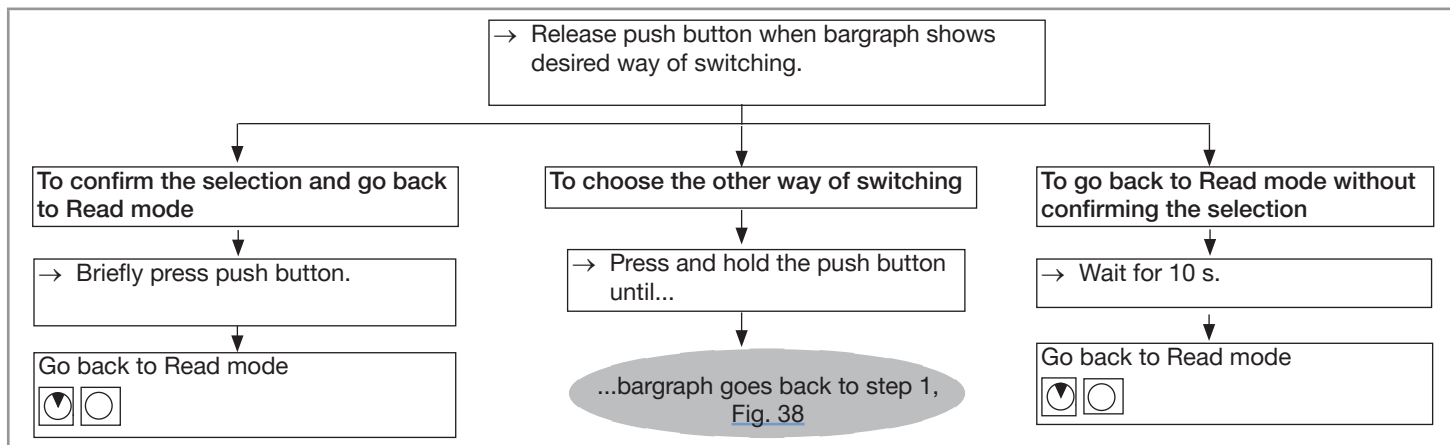 → Release push button when bargraph shows
desired way of switching.
To confirm the selection and go back
to Read mode
→ Briefly press push button.
Go back to Read mode
To choose the other way of switching
→ Press and hold the push button
until...
...bargraph goes back to step 1,
Fig. 38
To go back to Read mode without
confirming the selection
→ Wait for 10 s.
Go back to Read mode